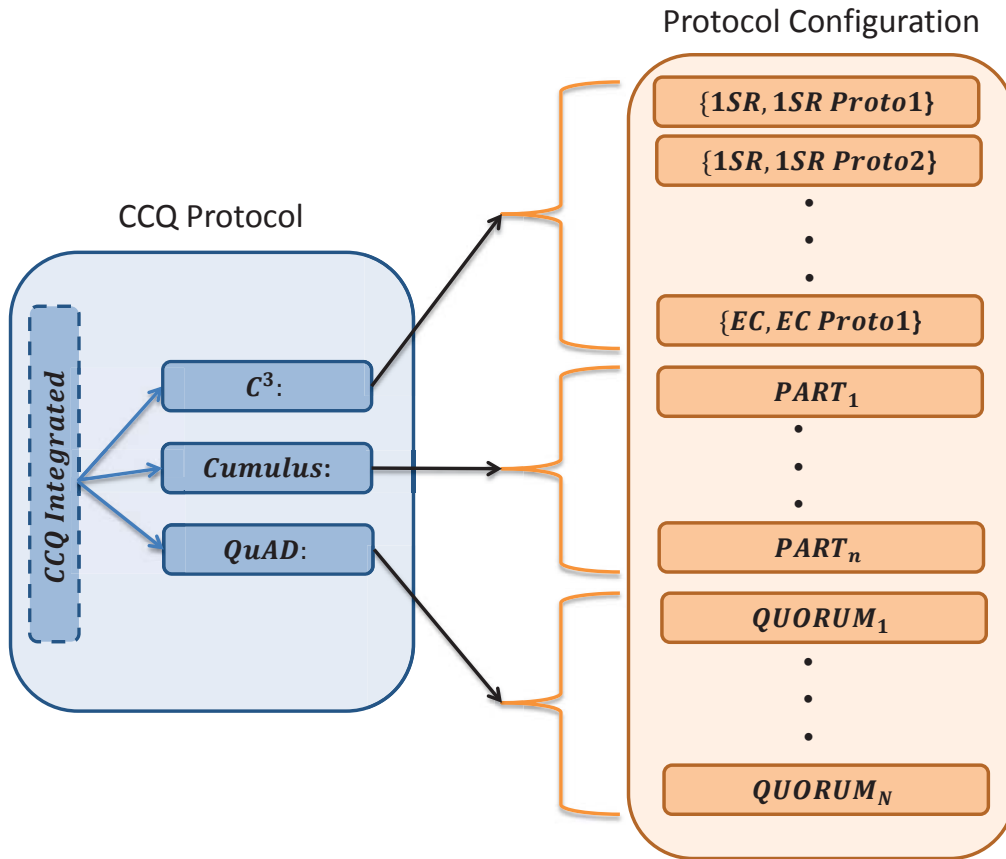 Protocol Configuration
{1SR, 1SR Proto1}
{1SR, 1SR Proto2}
{EC, EC Proto1}
PART₁
PARTₙ
QUORUM₁
QUORUM_N
CCQ Protocol
CCQ Integrated
C³:
Cumulus:
QuAD: